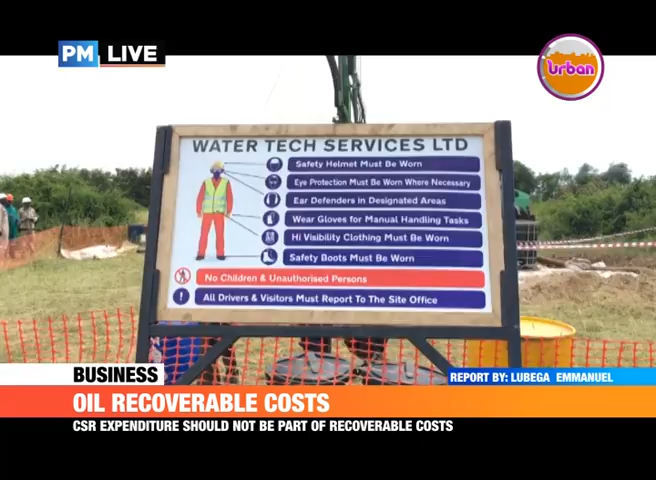 PM LIVE
Urban
WATER TECH SERVICES LTD
Safety Helmet Must Be Worn
Eye Protection Must Be Worn Where Necessary
Ear Defenders in Designated Areas
Wear Gloves for Manual Handling Tasks
Hi Visibility Clothing Must Be Worn
Safety Boots Must Be Worn
No Children & Unauthorised Persons
! All Drivers & Visitors Must Report To The Site Office
BUSINESS
REPORT BY: LUBEGA EMMANUEL
OIL RECOVERABLE COSTS
CSR EXPENDITURE SHOULD NOT BE PART OF RECOVERABLE COSTS